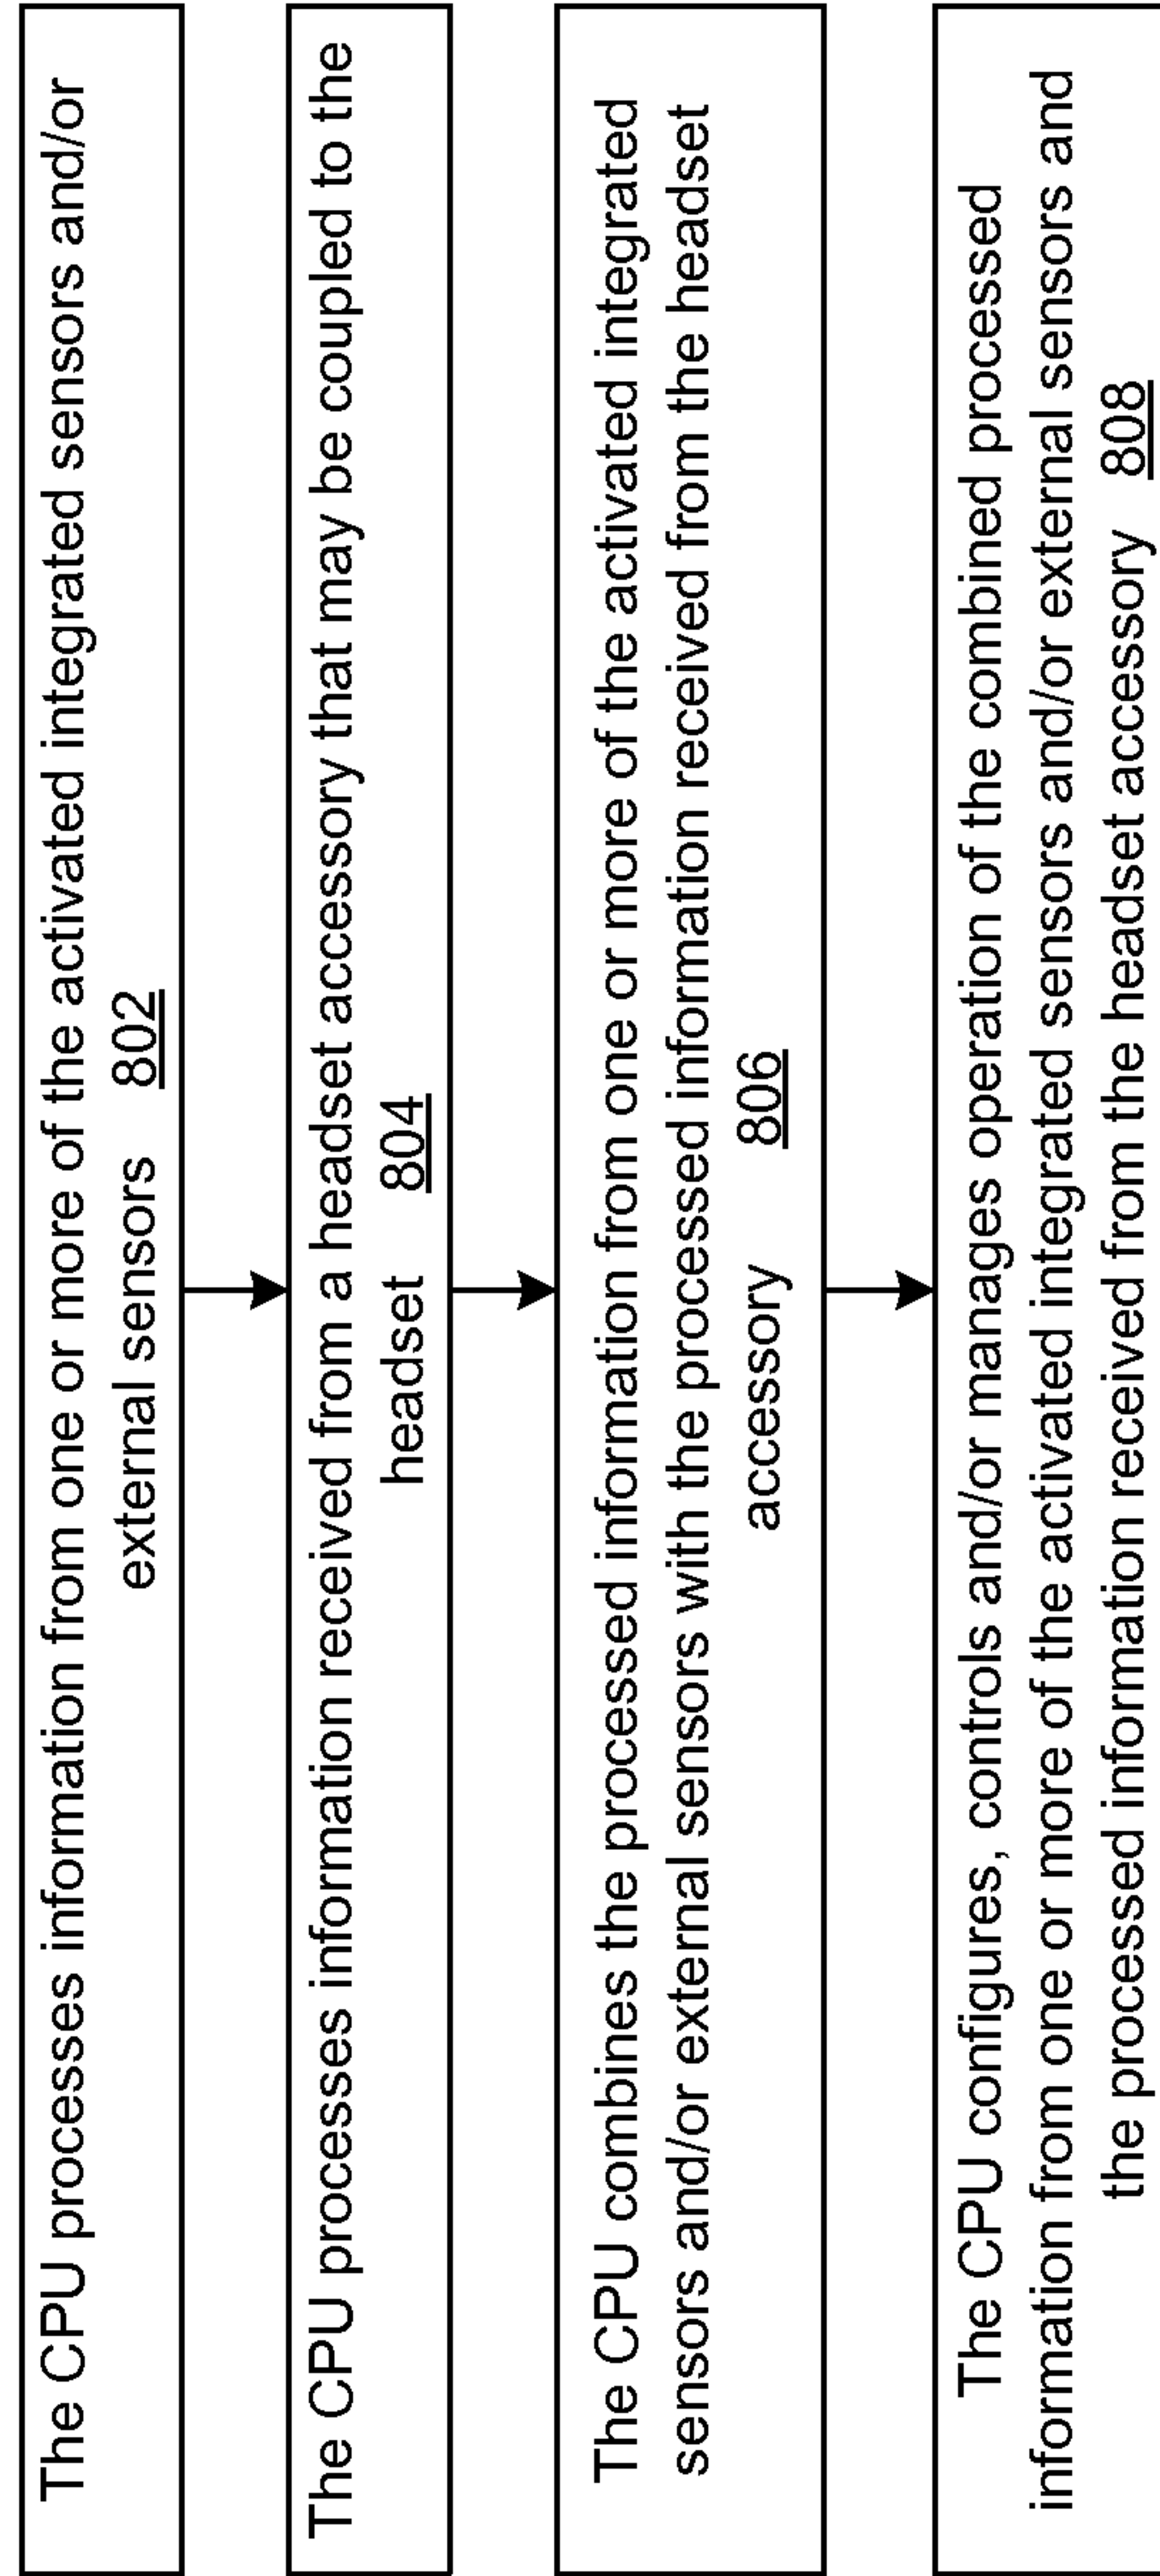 The CPU processes information from one or more of the activated integrated sensors and/or
external sensors 802
The CPU processes information received from a headset accessory that may be coupled to the
headset 804
The CPU combines the processed information from one or more of the activated integrated
sensors and/or external sensors with the processed information received from the headset
accessory 806
The CPU configures, controls and/or manages operation of the combined processed
information from one or more of the activated integrated sensors and/or external sensors and
the processed information received from the headset accessory 808